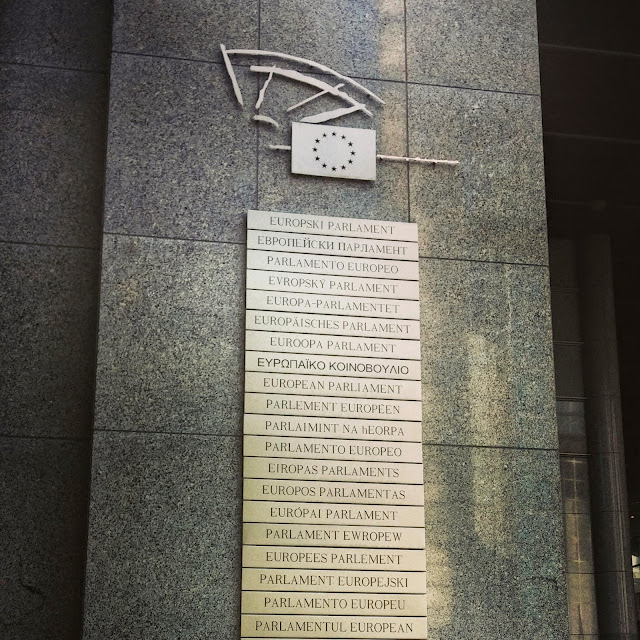 EUROPSKI PARLAMENT
ЕВРОПЕЙСКИ ПАРЛАМЕНТ
PARLAMENTO EUROPEO
EVROPSKÝ PARLAMENT
EUROPA-PARLAMENTET
EUROPÄISCHES PARLAMENT
EUROOPA PARLAMENT
ΕΥΡΩΠΑΪΚΟ ΚΟΙΝΟΒΟΥΛΙΟ
EUROPEAN PARLIAMENT
PARLEMENT EUROPÉEN
PARLAIMINT NA hEORPA
PARLAMENTO EUROPEO
EIROPAS PARLAMENTS
EUROPOS PARLAMENTAS
EURÓPAI PARLAMENT
PARLAMENT EWROPEW
EUROPEES PARLEMENT
PARLAMENT EUROPEJSKI
PARLAMENTO EUROPEU
PARLAMENTUL EUROPEAN